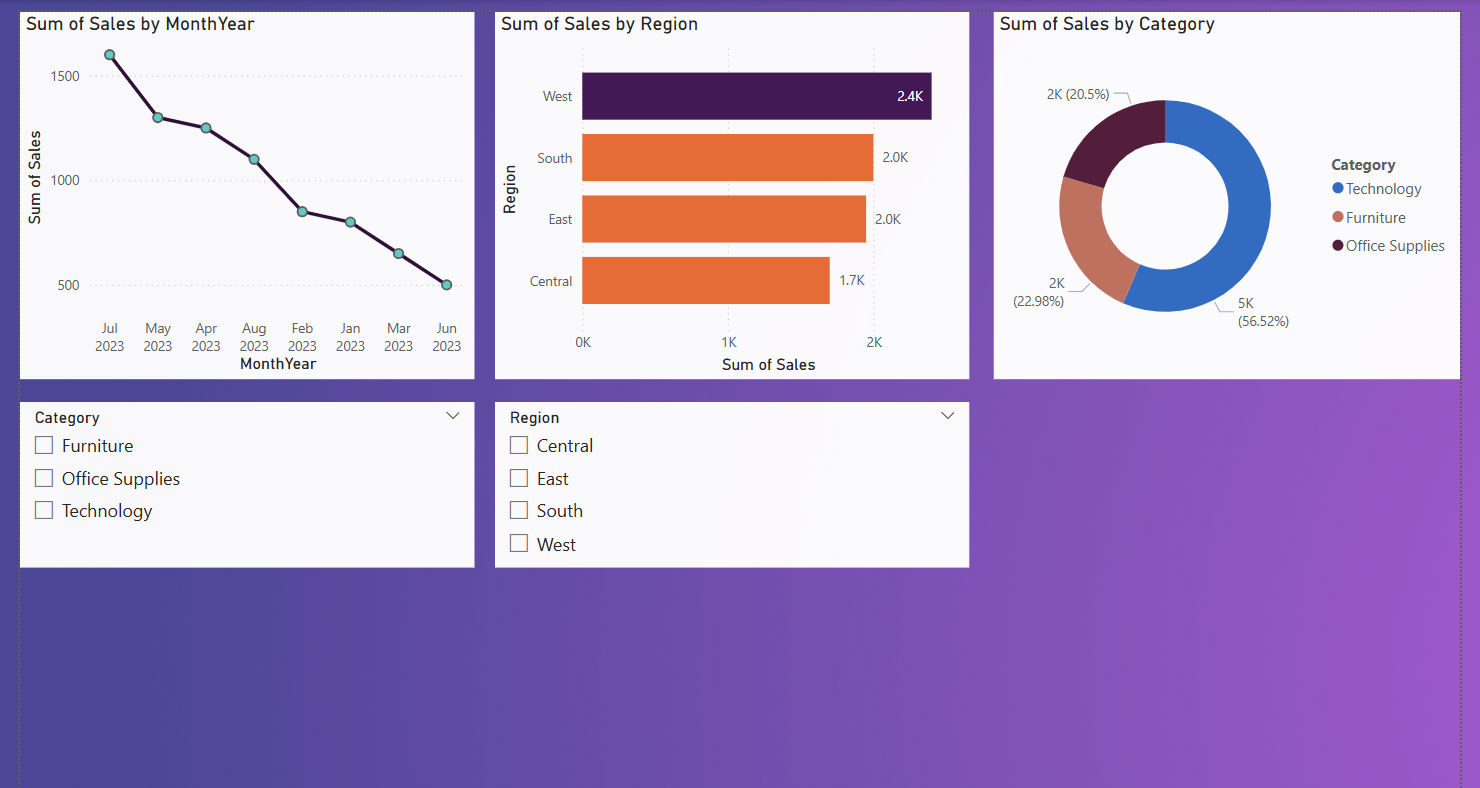 Sum of Sales by MonthYear
1500
1000
500
Sum of Sales
Jul 2023
May 2023
Apr 2023
Aug 2023
Feb 2023
Jan 2023
Mar 2023
Jun 2023
MonthYear
Sum of Sales by Region
Region
West
2.4K
South
2.0K
East
2.0K
Central
1.7K
0K
1K
2K
Sum of Sales
Sum of Sales by Category
2K (20.5%)
2K
(22.98%)
5K
(56.52%)
Category
Technology
Furniture
Office Supplies
Category
Furniture
Office Supplies
Technology
Region
Central
East
South
West